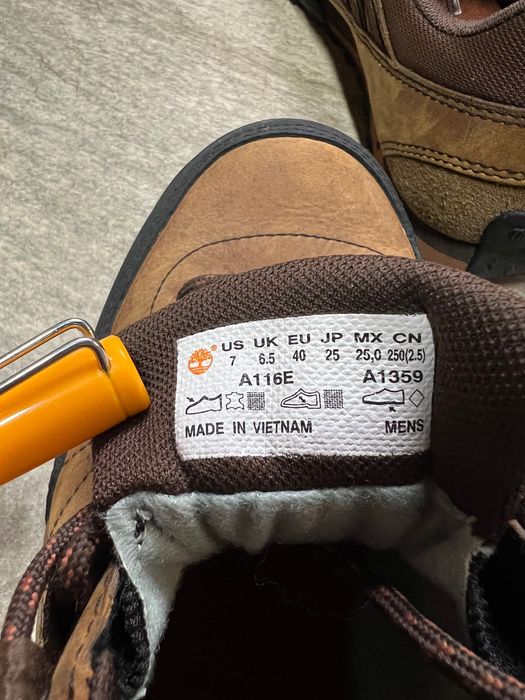 US UK EU JP MX CN
7 6.5 40 25 25,0 250(2.5)
A116E A1359
MADE IN VIETNAM MENS